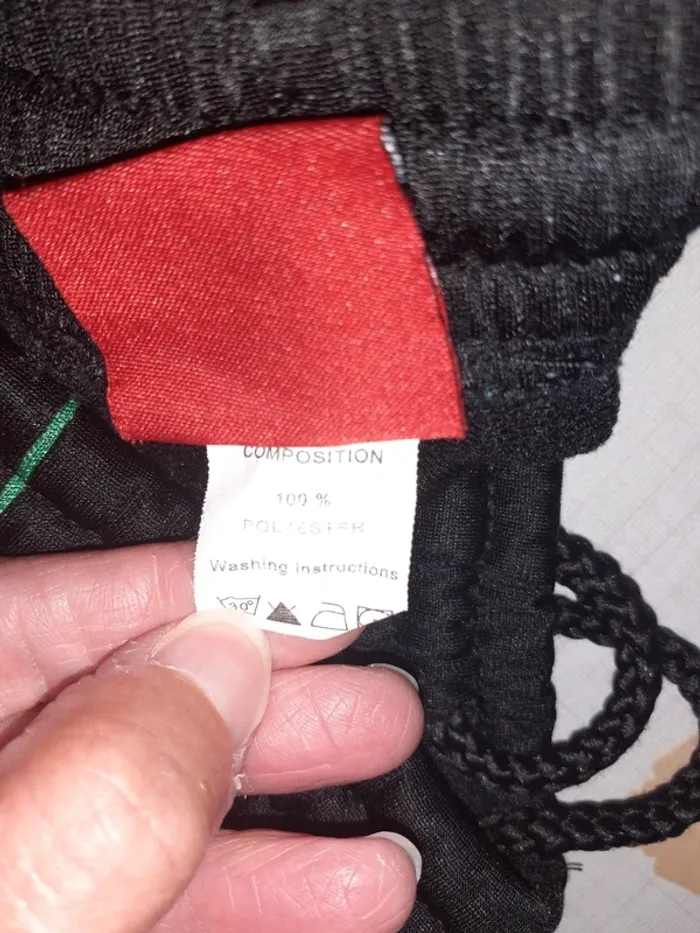 COMPOSITION
100 %
POLYESTER
Washing instructions
30°